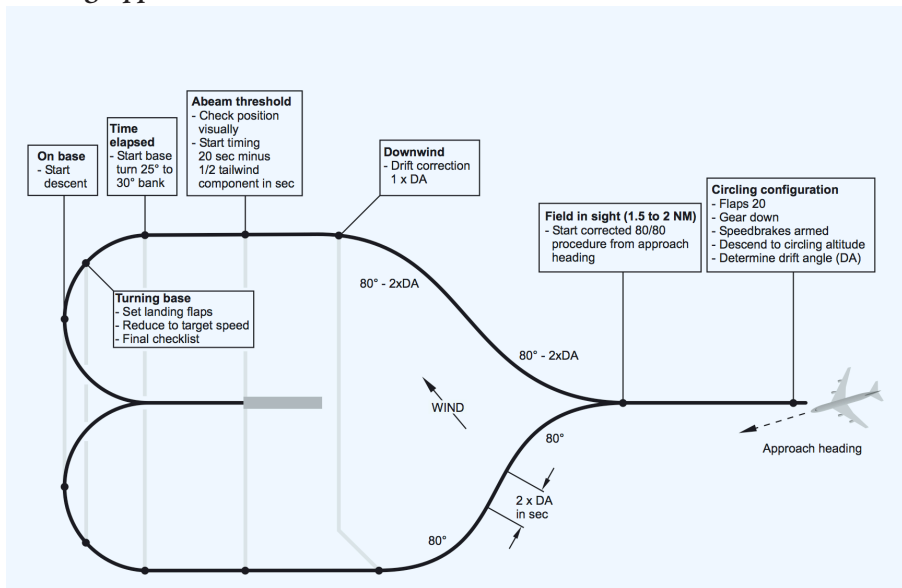 Abeam threshold
- Check position
visually
- Start timing
20 sec minus
1/2 tailwind
component in sec
Time
elapsed
- Start base
turn 25° to
30° bank
On base
- Start
descent
Downwind
- Drift correction
1 x DA
Circling configuration
- Flaps 20
- Gear down
- Speedbrakes armed
- Descend to circling altitude
- Determine drift angle (DA)
Field in sight (1.5 to 2 NM)
- Start corrected 80/80
procedure from approach
heading
80° - 2xDA
Turning base
- Set landing flaps
- Reduce to target speed
- Final checklist
80° - 2xDA
WIND
80°
Approach heading
2 x DA
in sec
80°